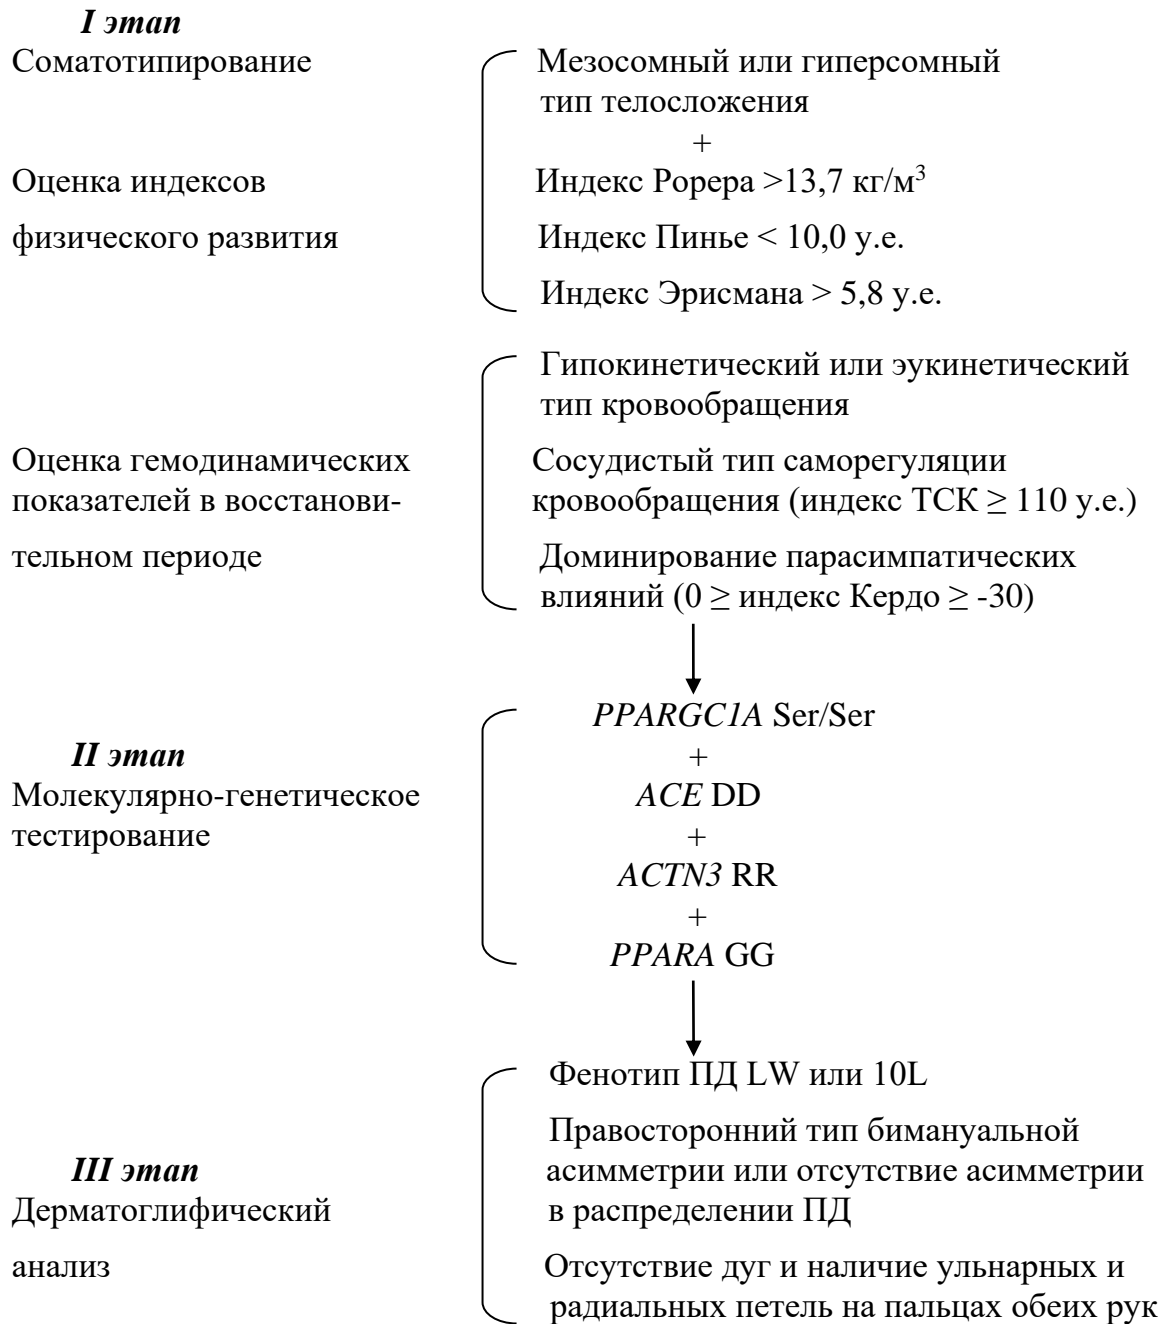 I этап
Соматотипирование
Мезосомный или гиперсомный
тип телосложения
+
Оценка индексов
Индекс Рорера >13,7 кг/м³
физического развития
Индекс Пинье < 10,0 у.е.
Индекс Эрисмана > 5,8 у.е.
Гипокинетический или эукинетический
тип кровообращения
Оценка гемодинамических
Сосудистый тип саморегуляции
показателей в восстанови-
кровообращения (индекс ТСК ≥ 110 у.е.)
тельном периоде
Доминирование парасимпатических
влияний (0 ≥ индекс Кердо ≥ -30)
PPARGC1A Ser/Ser
II этап
+
Молекулярно-генетическое
ACE DD
тестирование
+
ACTN3 RR
+
PPARA GG
Фенотип ПД LW или 10L
Правосторонний тип бимануальной
III этап
асимметрии или отсутствие асимметрии
Дерматоглифический
в распределении ПД
анализ
Отсутствие дуг и наличие ульнарных и
радиальных петель на пальцах обеих рук